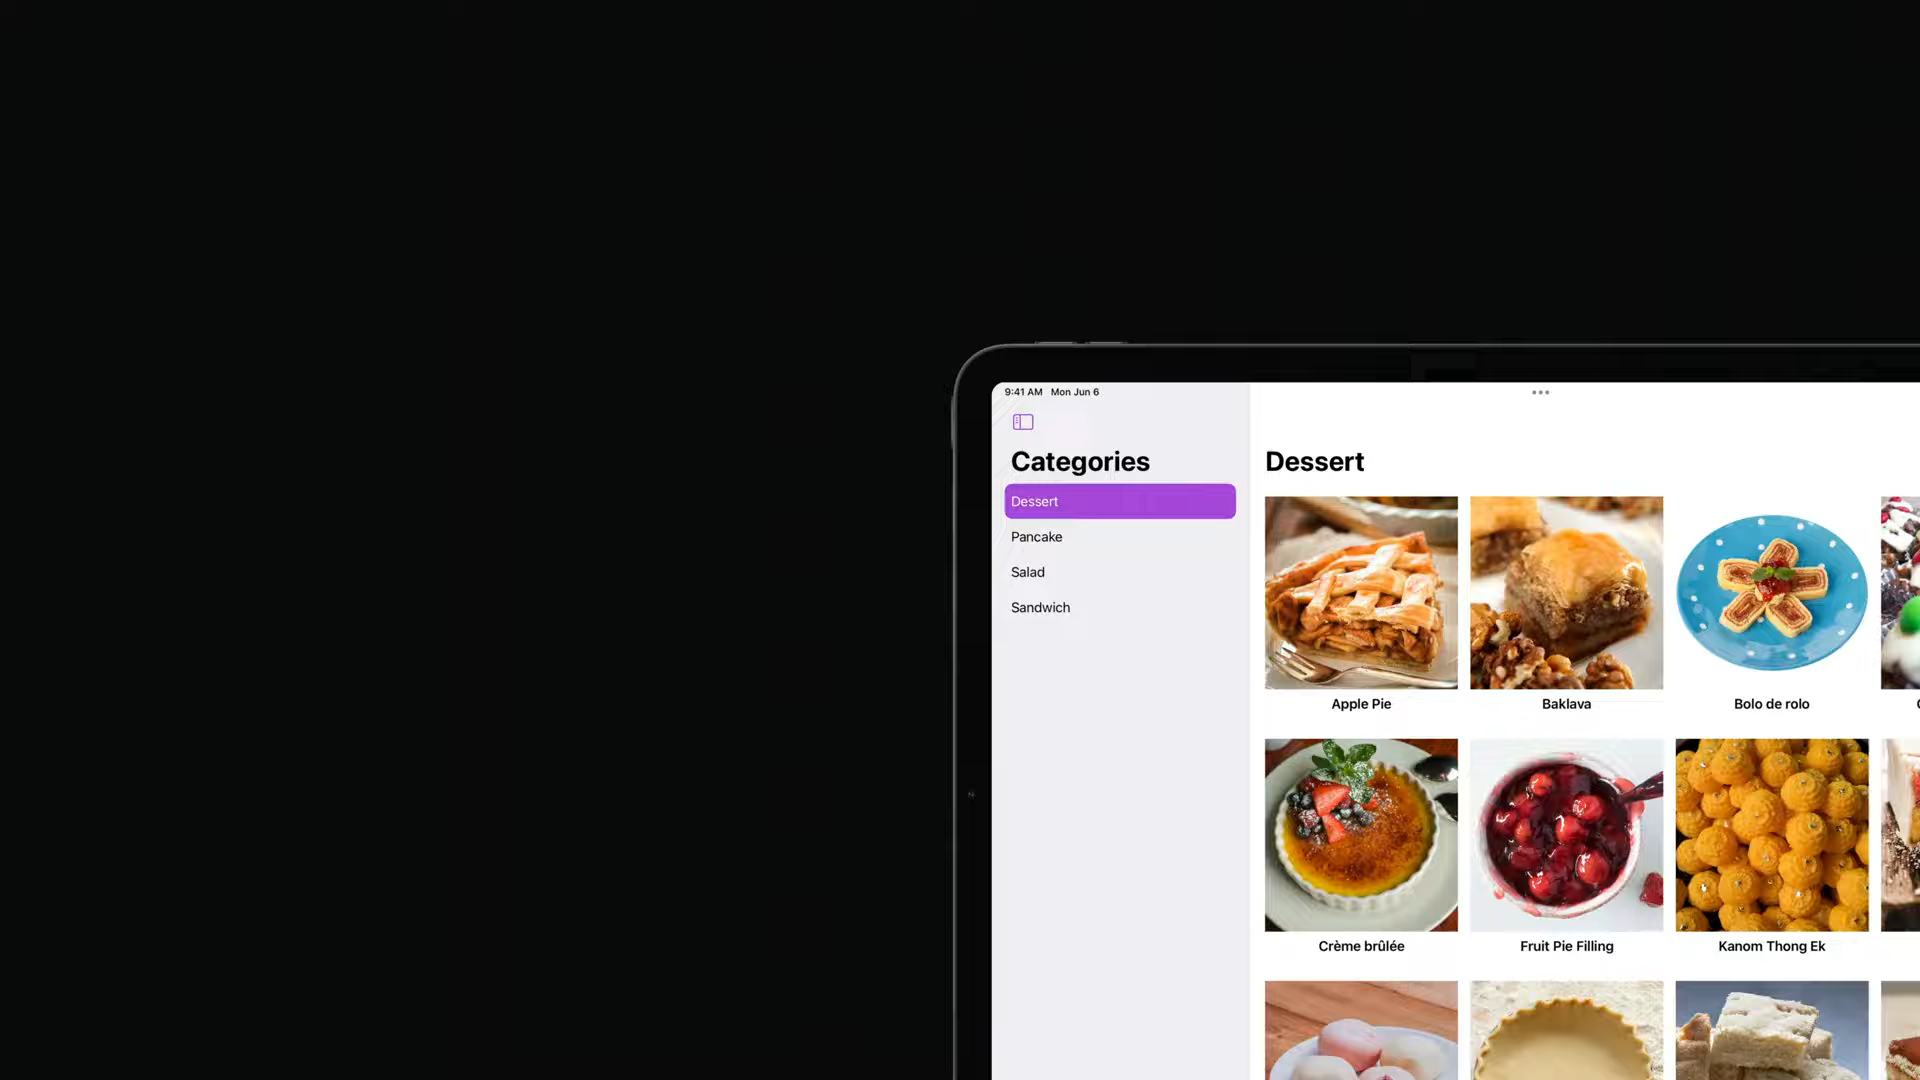 9:41 AM Mon Jun 6
Categories
Dessert
Pancake
Salad
Sandwich
Dessert
Apple Pie
Baklava
Bolo de rolo
Crème brûlée
Fruit Pie Filling
Kanom Thong Ek